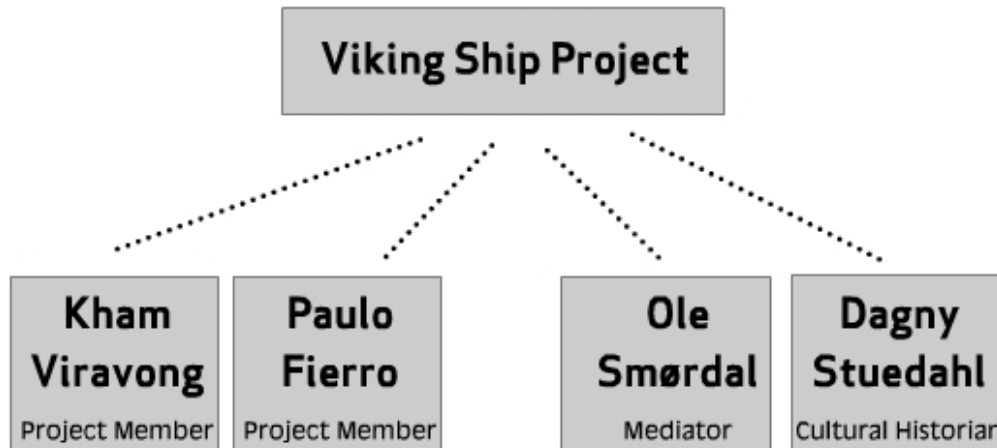 Viking Ship Project
Kham
Viravong
Project Member
Paulo
Fierro
Project Member
Ole
Smørdal
Mediator
Dagny
Stuedahl
Cultural Historian